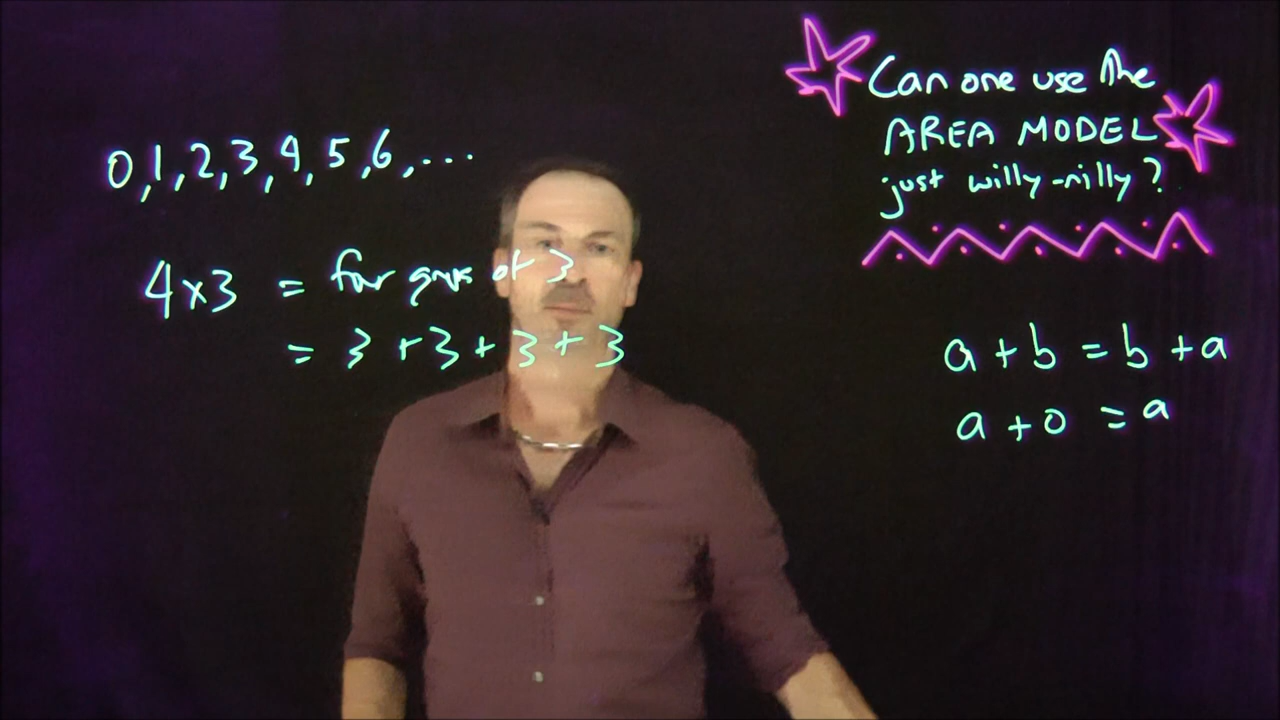 0, 1, 2, 3, 4, 5, 6, ...
4 x 3 = four groups of 3
= 3 + 3 + 3 + 3
Can one use the
AREA MODEL
just willy-nilly?
a + b = b + a
a + 0 = a